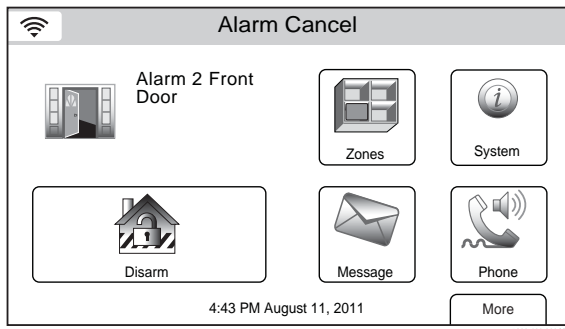 Alarm Cancel
Alarm 2 Front
Door
Zones
System
Disarm
Message
Phone
4:43 PM August 11, 2011
More